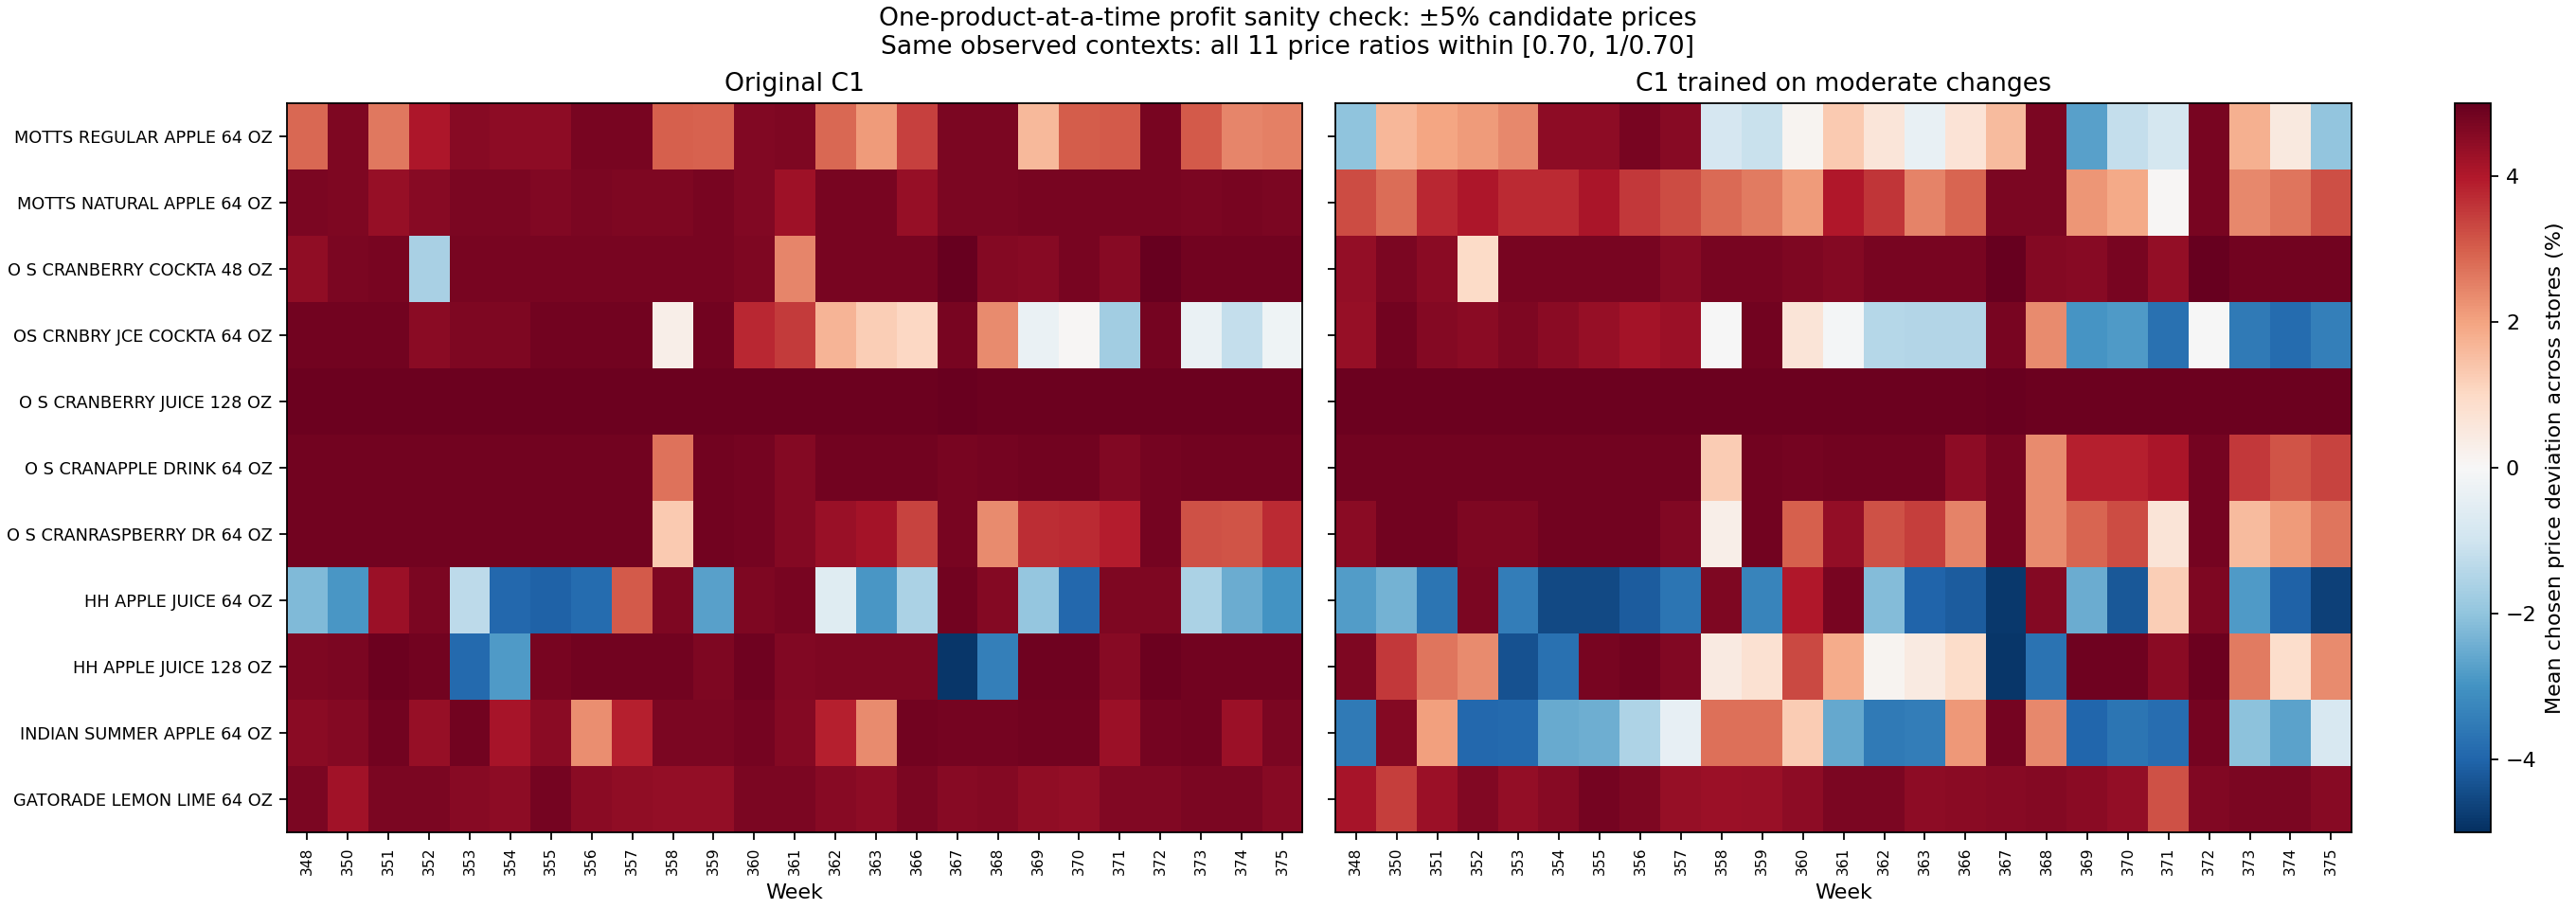 One-product-at-a-time profit sanity check: ±5% candidate prices
Same observed contexts: all 11 price ratios within [0.70, 1/0.70]
Original C1
C1 trained on moderate changes
MOTTS REGULAR APPLE 64 OZ
MOTTS NATURAL APPLE 64 OZ
O S CRANBERRY COCKTA 48 OZ
OS CRNBRY JCE COCKTA 64 OZ
O S CRANBERRY JUICE 128 OZ
O S CRANAPPLE DRINK 64 OZ
O S CRANRASPBERRY DR 64 OZ
HH APPLE JUICE 64 OZ
HH APPLE JUICE 128 OZ
INDIAN SUMMER APPLE 64 OZ
GATORADE LEMON LIME 64 OZ
348 350 351 352 353 354 355 356 357 358 359 360 361 362 363 366 367 368 369 370 371 372 373 374 375
Week
348 350 351 352 353 354 355 356 357 358 359 360 361 362 363 366 367 368 369 370 371 372 373 374 375
Week
4
2
0
−2
−4
Mean chosen price deviation across stores (%)